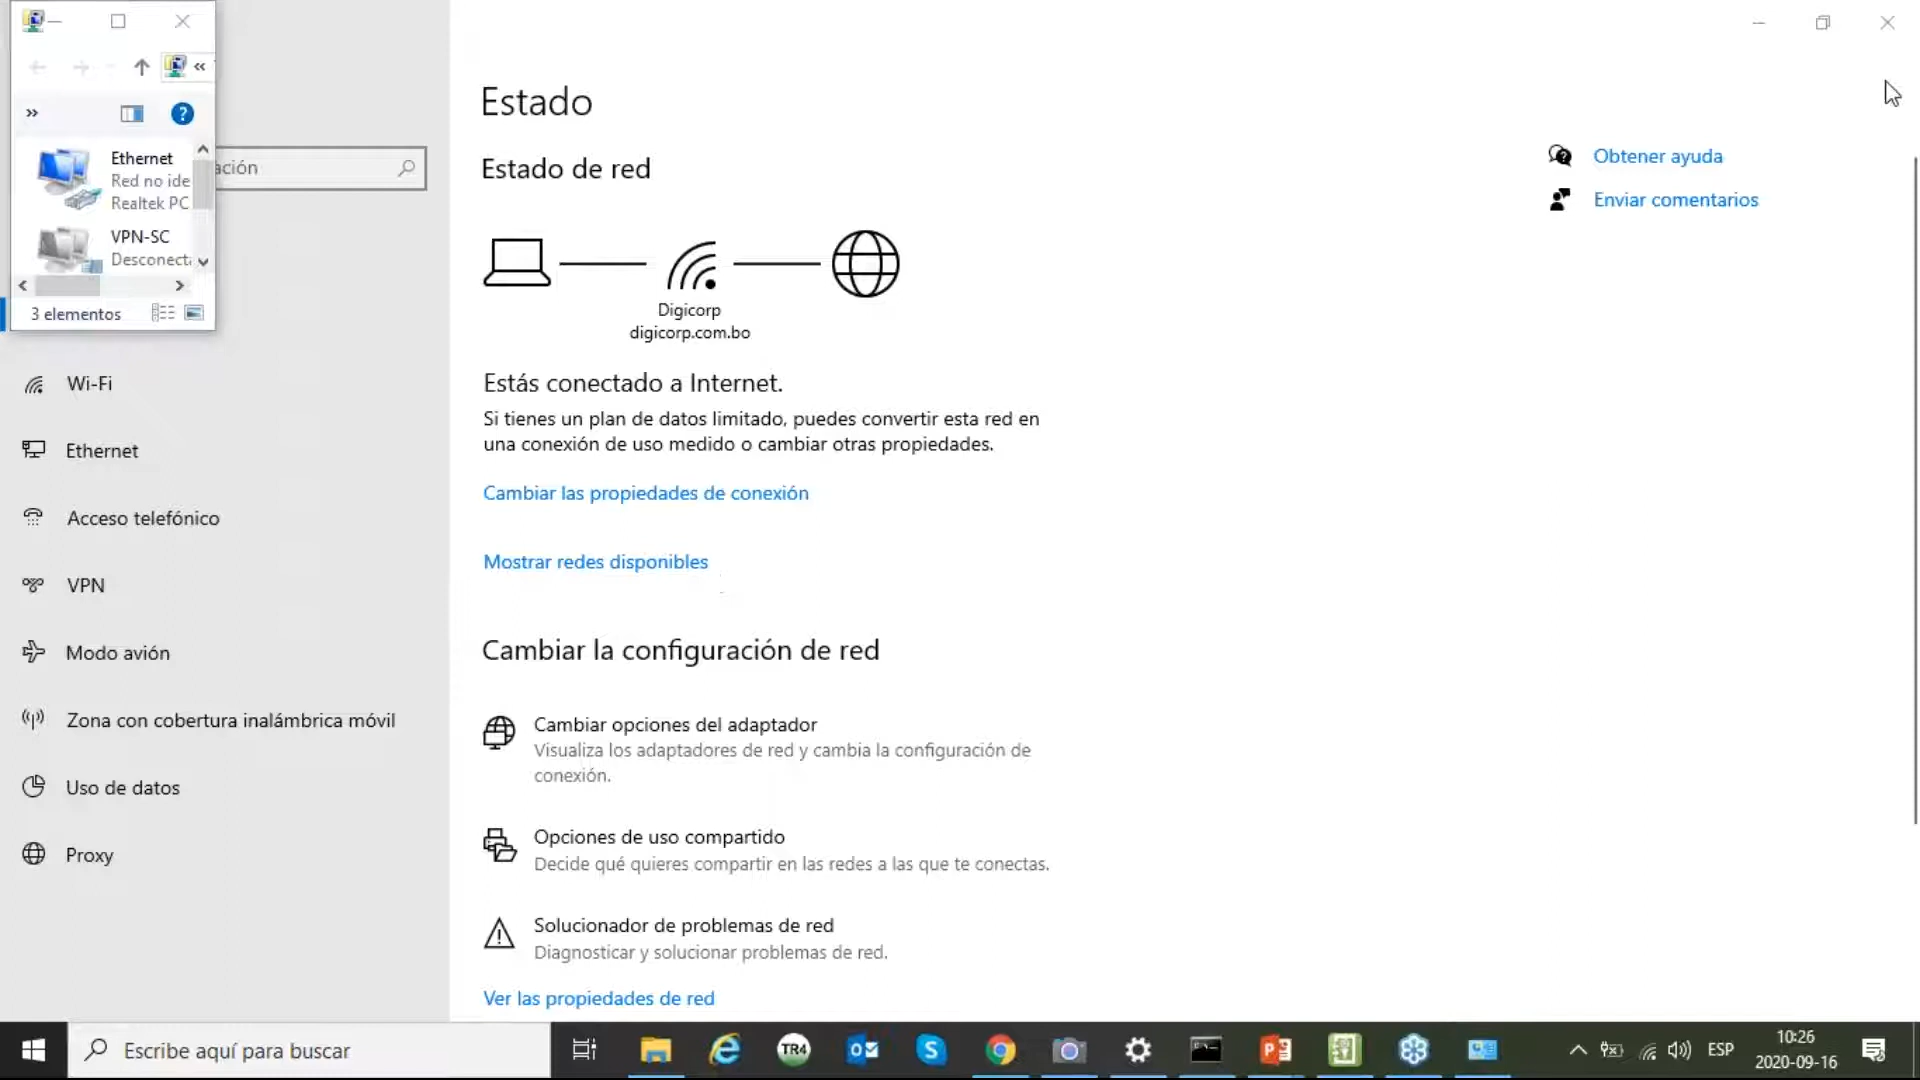 Ethernet
Red no ide
Realtek PC
VPN-SC
Desconect
3 elementos
ación
Wi-Fi
Ethernet
Acceso telefónico
VPN
Modo avión
Zona con cobertura inalámbrica móvil
Uso de datos
Proxy
Estado
Estado de red
Digicorp
digicorp.com.bo
Estás conectado a Internet.
Si tienes un plan de datos limitado, puedes convertir esta red en
una conexión de uso medido o cambiar otras propiedades.
Cambiar las propiedades de conexión
Mostrar redes disponibles
Cambiar la configuración de red
Cambiar opciones del adaptador
Visualiza los adaptadores de red y cambia la configuración de
conexión.
Opciones de uso compartido
Decide qué quieres compartir en las redes a las que te conectas.
Solucionador de problemas de red
Diagnosticar y solucionar problemas de red.
Ver las propiedades de red
Obtener ayuda
Enviar comentarios
Escribe aquí para buscar
TR4
ESP
10:26
2020-09-16